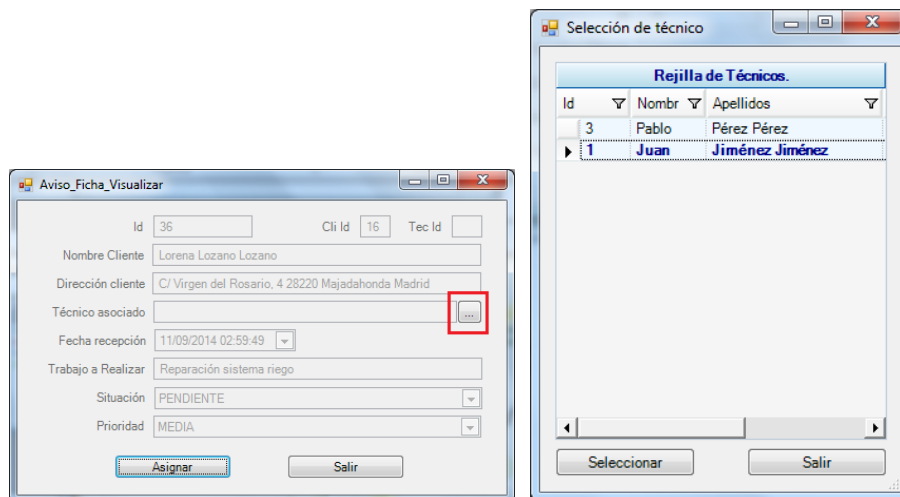 Aviso_Ficha_Visualizar
Id 36 Cli Id 16 Tec Id
Nombre Cliente Lorena Lozano Lozano
Dirección cliente C/ Virgen del Rosario, 4 28220 Majadahonda Madrid
Técnico asociado ...
Fecha recepción 11/09/2014 02:59:49
Trabajo a Realizar Reparación sistema riego
Situación PENDIENTE
Prioridad MEDIA
Asignar Salir
Selección de técnico
Rejilla de Técnicos.
Id Nombr Apellidos
3 Pablo Pérez Pérez
1 Juan Jiménez Jiménez
Seleccionar Salir